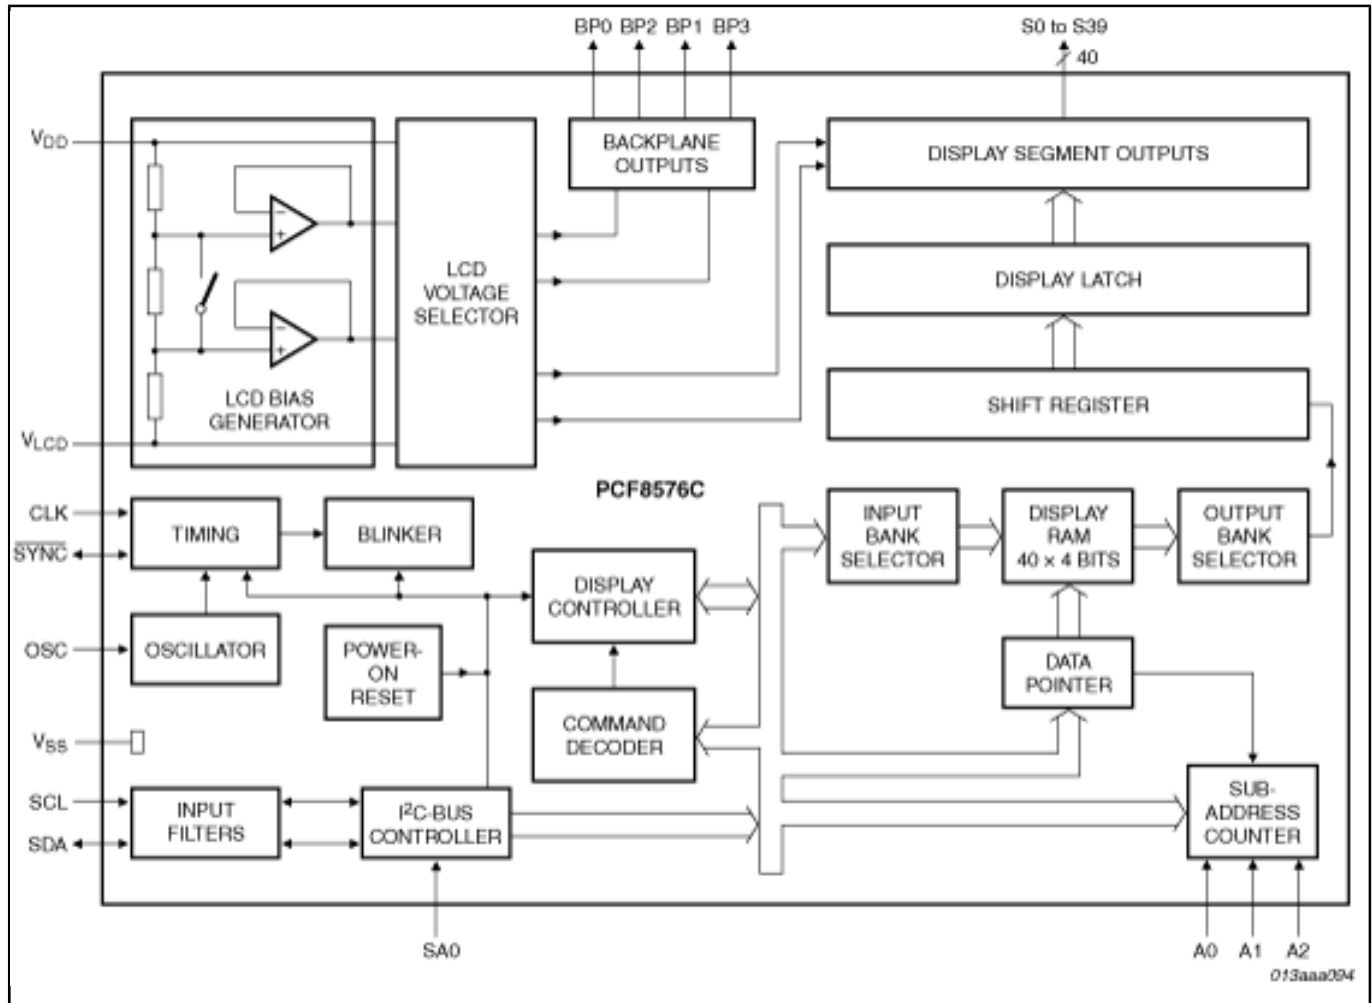 BP0 BP2 BP1 BP3
S0 to S39
40
VDD
BACKPLANE
OUTPUTS
DISPLAY SEGMENT OUTPUTS
-
+
LCD
VOLTAGE
SELECTOR
DISPLAY LATCH
-
+
LCD BIAS
GENERATOR
SHIFT REGISTER
VLCD
PCF8576C
CLK
TIMING
BLINKER
INPUT
BANK
SELECTOR
DISPLAY
RAM
40 × 4 BITS
OUTPUT
BANK
SELECTOR
SYNC
DISPLAY
CONTROLLER
OSC
OSCILLATOR
POWER-
ON
RESET
DATA
POINTER
COMMAND
DECODER
VSS
SCL
SDA
INPUT
FILTERS
I²C-BUS
CONTROLLER
SUB-
ADDRESS
COUNTER
SA0
A0 A1 A2
013aaa094